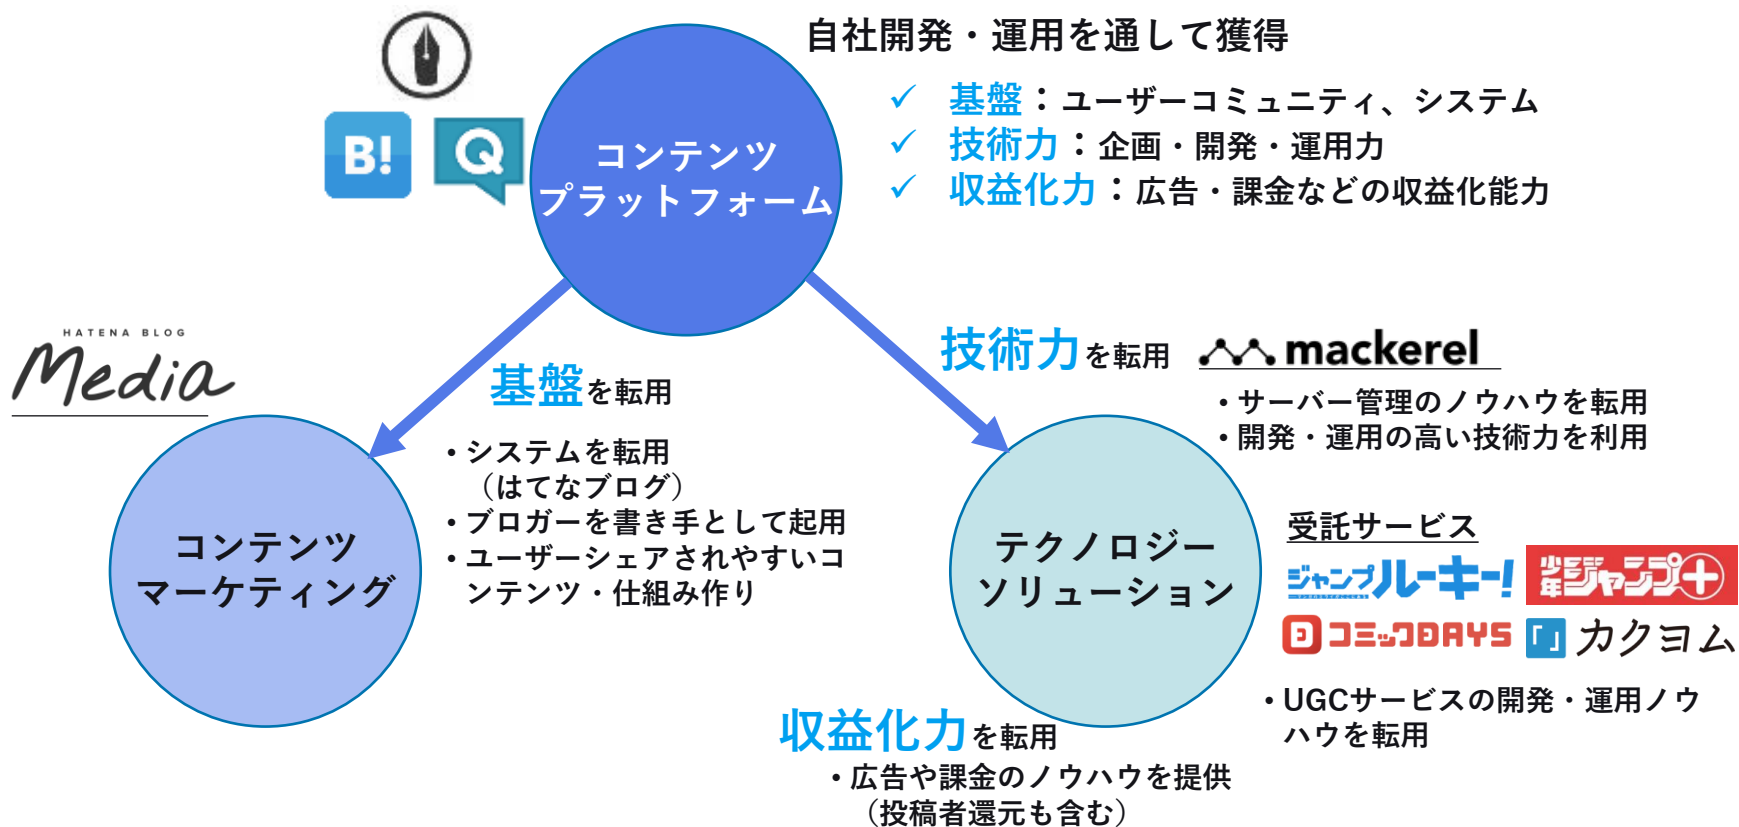 自社開発・運用を通して獲得
✓ 基盤：ユーザーコミュニティ、システム
✓ 技術力：企画・開発・運用力
✓ 収益化力：広告・課金などの収益化能力
B!
Q
コンテンツ
プラットフォーム
HATENA BLOG
Media
基盤を転用
・システムを転用
（はてなブログ）
・ブロガーを書き手として起用
・ユーザーシェアされやすいコ
ンテンツ・仕組み作り
コンテンツ
マーケティング
技術力を転用
mackerel
・サーバー管理のノウハウを転用
・開発・運用の高い技術力を利用
テクノロジー
ソリューション
受託サービス
ジャンプルーキー!
少年ジャンプ+
コミックDAYS
「」カクヨム
・UGCサービスの開発・運用ノウ
ハウを転用
収益化力を転用
・広告や課金のノウハウを提供
（投稿者還元も含む）